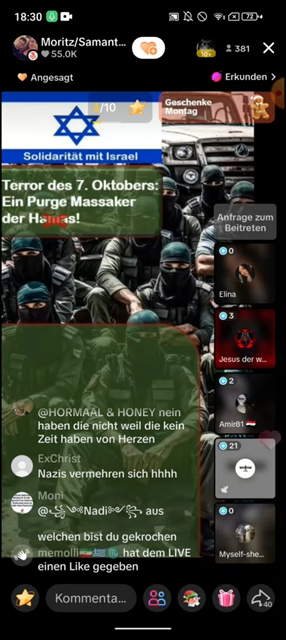 18:30
72
Moritz/Samant...
55.0K
381
Angesagt
Erkunden >
/10
Geschenke
Montag
Solidarität mit Israel
Terror des 7. Oktobers:
Ein Purge Massaker
der Hamas!
Anfrage zum
Beitreten
0
Elina
3
Jesus der w...
2
Amir81
21
0
Myself-she...
@HORMAAL & HONEY nein
haben die nicht weil die kein
Zeit haben von Herzen
ExChrist
Nazis vermehren sich hhhh
Moni
@꧁༺Nadi༻꧂ aus
welchen bist du gekrochen
memolli hat dem LIVE
einen Like gegeben
Kommenta...
40